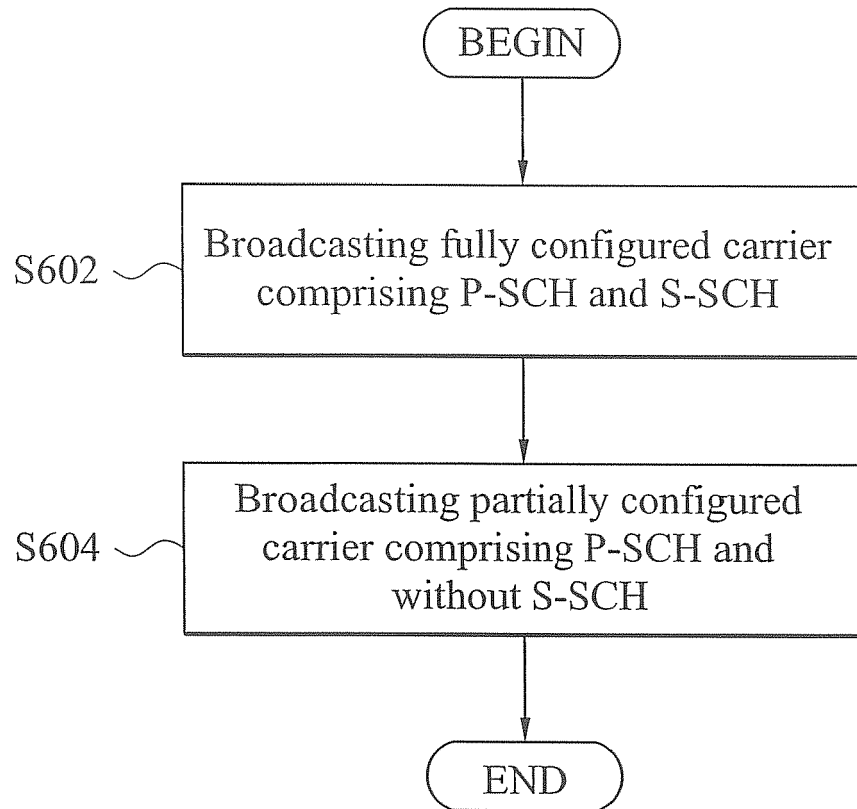 BEGIN
S602
Broadcasting fully configured carrier
comprising P-SCH and S-SCH
S604
Broadcasting partially configured
carrier comprising P-SCH and
without S-SCH
END